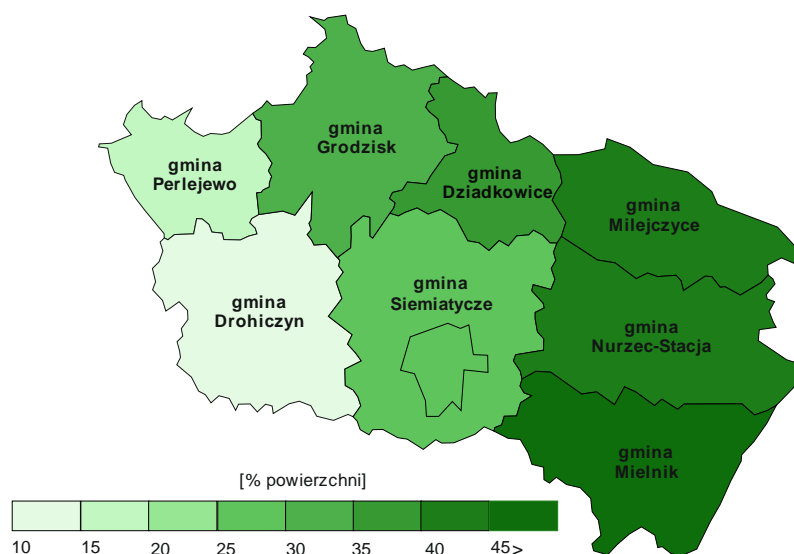 gmina
Grodzisk
gmina
Perlejewo
gmina
Dziadkowice
gmina
Milejczyce
gmina
Drohiczyn
gmina
Siemiatycze
gmina
Nurzec-Stacja
gmina
Mielnik
[% powierzchni]
10 15 20 25 30 35 40 45>